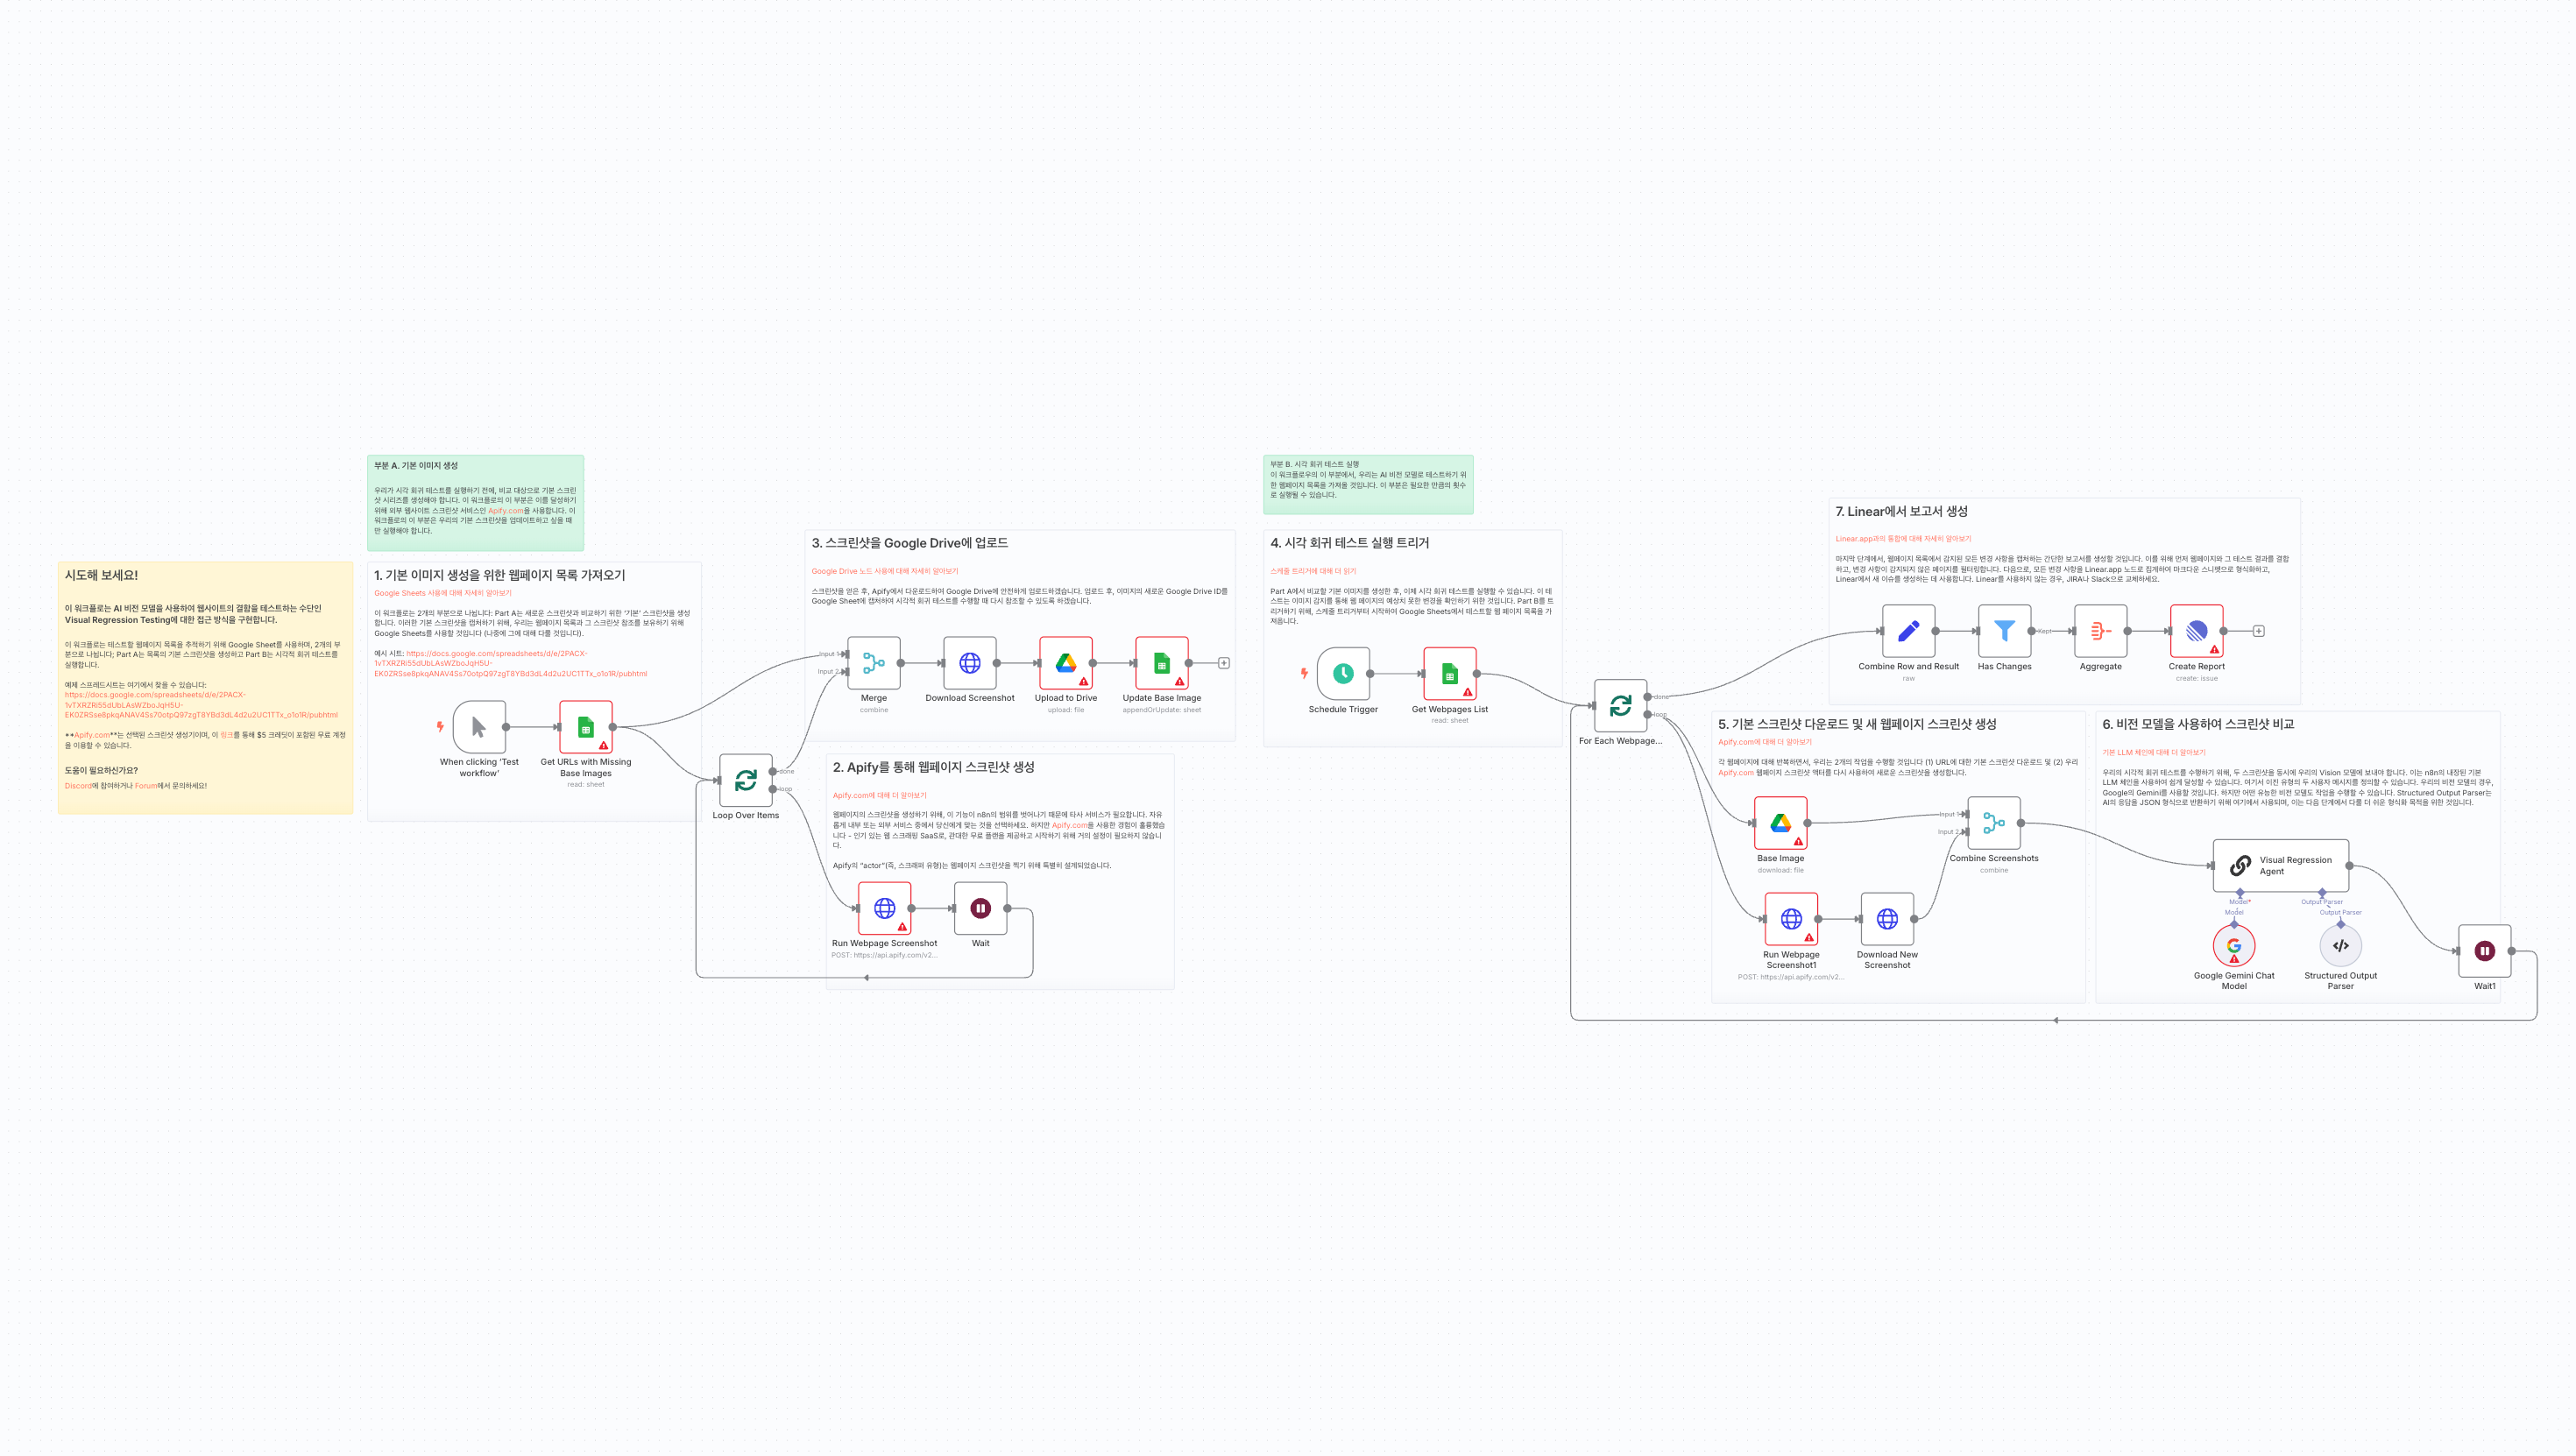 시도해 보세요!
이 워크플로는 AI 비전 모델을 사용하여 웹사이트의 결함을 테스트하는 수단인
Visual Regression Testing에 대한 접근 방식을 구현합니다.
이 워크플로는 테스트할 웹페이지 목록을 추적하기 위해 Google Sheet를 사용하며, 2개의 부
분으로 나뉩니다; Part A는 목록의 기본 스크린샷을 생성하고 Part B는 시각적 회귀 테스트를
실행합니다.
예제 스프레드시트는 여기에서 찾을 수 있습니다:
https://docs.google.com/spreadsheets/d/e/2PACX-
1vTXRZRi55dUbLAsWZboJqH5U-
EK0ZRSse8pkqANAV4Ss70otpQ97zgT8YBd3dL4d2u2UC1TTx_o1o1R/pubhtml
**Apify.com**는 선택된 스크린샷 생성기이며, 이 링크를 통해 $5 크레딧이 포함된 무료 계정
을 이용할 수 있습니다.
도움이 필요하신가요?
Discord에 참여하거나 Forum에서 문의하세요!
부분 A. 기본 이미지 생성
우리가 시각 회귀 테스트를 실행하기 전에, 비교 대상으로 기본 스크린
샷 시리즈를 생성해야 합니다. 이 워크플로의 이 부분은 이를 달성하기
위해 외부 웹사이트 스크린샷 서비스인 Apify.com을 사용합니다. 이
워크플로의 이 부분은 우리의 기본 스크린샷을 업데이트하고 싶을 때
만 실행해야 합니다.
1. 기본 이미지 생성을 위한 웹페이지 목록 가져오기
Google Sheets 사용에 대해 자세히 알아보기
이 워크플로는 2개의 부분으로 나뉩니다: Part A는 새로운 스크린샷과 비교하기 위한 '기본' 스크린샷을 생성
합니다. 이러한 기본 스크린샷을 캡처하기 위해, 우리는 웹페이지 목록과 그 스크린샷 참조를 보유하기 위해
Google Sheets를 사용할 것입니다 (나중에 그에 대해 다룰 것입니다).
예시 시트: https://docs.google.com/spreadsheets/d/e/2PACX-
1vTXRZRi55dUbLAsWZboJqH5U-
EK0ZRSse8pkqANAV4Ss70otpQ97zgT8YBd3dL4d2u2UC1TTx_o1o1R/pubhtml
When clicking ‘Test
workflow’
Get URLs with Missing
Base Images
read: sheet
Loop Over Items
done
loop
3. 스크린샷을 Google Drive에 업로드
Google Drive 노드 사용에 대해 자세히 알아보기
스크린샷을 얻은 후, Apify에서 다운로드하여 Google Drive에 안전하게 업로드하겠습니다. 업로드 후, 이미지의 새로운 Google Drive ID를
Google Sheet에 캡처하여 시각적 회귀 테스트를 수행할 때 다시 참조할 수 있도록 하겠습니다.
Input 1
Input 2
Merge
combine
Download Screenshot
Upload to Drive
upload: file
Update Base Image
appendOrUpdate: sheet
2. Apify를 통해 웹페이지 스크린샷 생성
Apify.com에 대해 더 알아보기
웹페이지의 스크린샷을 생성하기 위해, 이 기능이 n8n의 범위를 벗어나기 때문에 타사 서비스가 필요합니다. 자유
롭게 내부 또는 외부 서비스 중에서 당신에게 맞는 것을 선택하세요. 하지만 Apify.com을 사용한 경험이 훌륭했습
니다 - 인기 있는 웹 스크래핑 SaaS로, 관대한 무료 플랜을 제공하고 시작하기 위해 거의 설정이 필요하지 않습니
다.
Apify의 "actor"(즉, 스크래퍼 유형)는 웹페이지 스크린샷을 찍기 위해 특별히 설계되었습니다.
Run Webpage Screenshot
POST: https://api.apify.com/v2...
Wait
부분 B. 시각 회귀 테스트 실행
이 워크플로우의 이 부분에서, 우리는 AI 비전 모델로 테스트하기 위
한 웹페이지 목록을 가져올 것입니다. 이 부분은 필요한 만큼의 횟수
로 실행될 수 있습니다.
4. 시각 회귀 테스트 실행 트리거
스케줄 트리거에 대해 더 읽기
Part A에서 비교할 기본 이미지를 생성한 후, 이제 시각 회귀 테스트를 실행할 수 있습니다. 이 테
스트는 이미지 감지를 통해 웹 페이지의 예상치 못한 변경을 확인하기 위한 것입니다. Part B를 트
리거하기 위해, 스케줄 트리거부터 시작하여 Google Sheets에서 테스트할 웹 페이지 목록을 가
져옵니다.
Schedule Trigger
Get Webpages List
read: sheet
For Each Webpage...
done
loop
7. Linear에서 보고서 생성
Linear.app과의 통합에 대해 자세히 알아보기
마지막 단계에서, 웹페이지 목록에서 감지된 모든 변경 사항을 캡처하는 간단한 보고서를 생성할 것입니다. 이를 위해 먼저 웹페이지와 그 테스트 결과를 결합
하고, 변경 사항이 감지되지 않은 페이지를 필터링합니다. 다음으로, 모든 변경 사항을 Linear.app 노드로 집계하여 마크다운 스니펫으로 형식화하고,
Linear에서 새 이슈를 생성하는 데 사용합니다. Linear를 사용하지 않는 경우, JIRA나 Slack으로 교체하세요.
Combine Row and Result
raw
Has Changes
Kept
Aggregate
Create Report
create: issue
5. 기본 스크린샷 다운로드 및 새 웹페이지 스크린샷 생성
Apify.com에 대해 더 알아보기
각 웹페이지에 대해 반복하면서, 우리는 2개의 작업을 수행할 것입니다 (1) URL에 대한 기본 스크린샷 다운로드 및 (2) 우리
Apify.com 웹페이지 스크린샷 액터를 다시 사용하여 새로운 스크린샷을 생성합니다.
Base Image
download: file
Input 1
Input 2
Combine Screenshots
combine
Run Webpage
Screenshot1
POST: https://api.apify.com/v2...
Download New
Screenshot
6. 비전 모델을 사용하여 스크린샷 비교
기본 LLM 체인에 대해 더 알아보기
우리의 시각적 회귀 테스트를 수행하기 위해, 두 스크린샷을 동시에 우리의 Vision 모델에 보내야 합니다. 이는 n8n의 내장된 기본
LLM 체인을 사용하여 쉽게 달성할 수 있습니다. 여기서 이진 유형의 두 사용자 메시지를 정의할 수 있습니다. 우리의 비전 모델의 경우,
Google의 Gemini를 사용할 것입니다. 하지만 어떤 유능한 비전 모델도 작업을 수행할 수 있습니다. Structured Output Parser는
AI의 응답을 JSON 형식으로 반환하기 위해 여기에서 사용되며, 이는 다음 단계에서 다룰 더 쉬운 형식화 목적을 위한 것입니다.
Visual Regression
Agent
Model*
Output Parser
Model
Output Parser
Google Gemini Chat
Model
Structured Output
Parser
Wait1